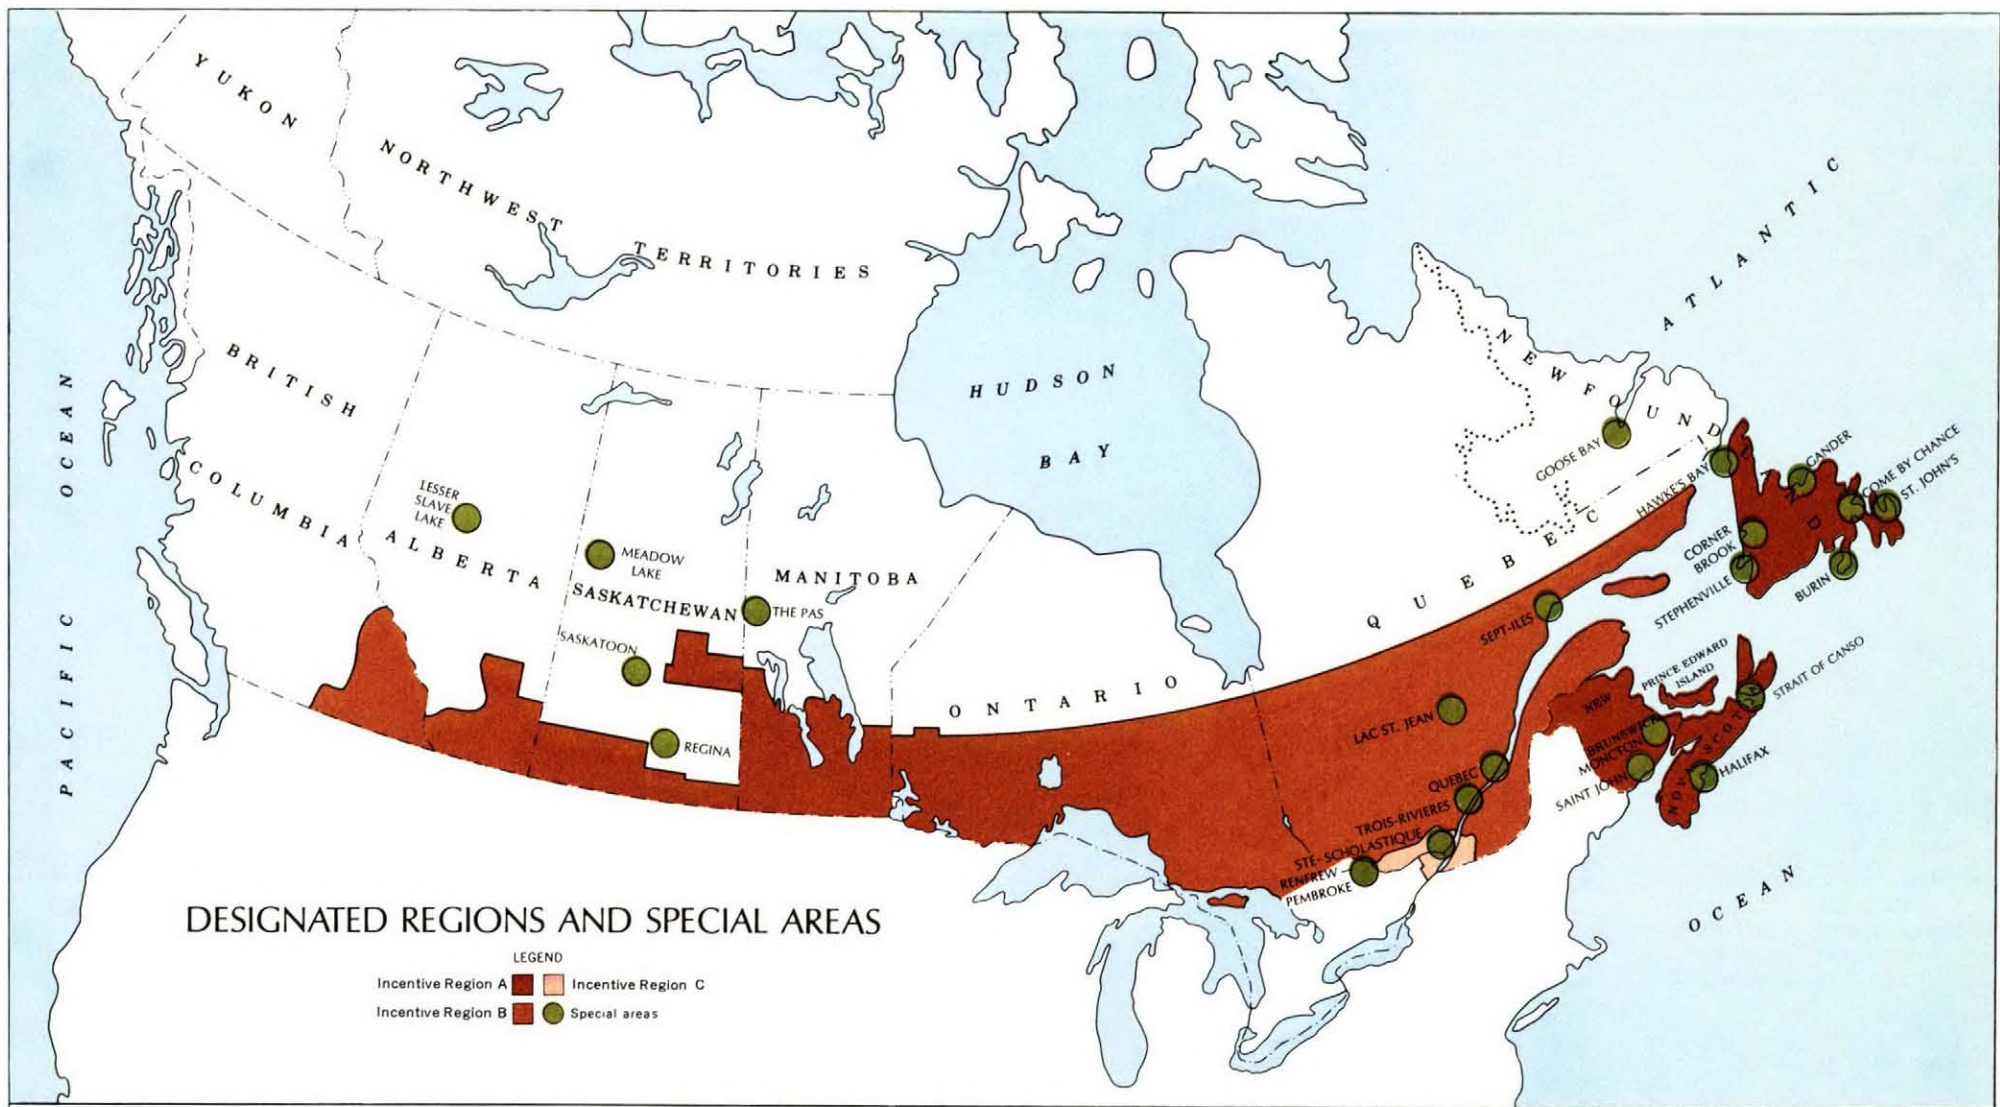 YUKON
NORTHWEST
TERRITORIES
ATLANTIC
OCEAN
PACIFIC
BRITISH
COLUMBIA
HUDSON
BAY
NEWFOUNDLAND
GOOSE BAY
HAWKE'S BAY
GANDER
COME BY CHANCE
ST. JOHN'S
LESSER
SLAVE
LAKE
ALBERTA
MEADOW
LAKE
SASKATCHEWAN
MANITOBA
THE PAS
SASKATOON
REGINA
ONTARIO
QUEBEC
CORNER
BROOK
STEPHENVILLE
BURIN
SEPT-ILES
PRINCE EDWARD
ISLAND
STRAIT OF CANSO
LAC ST. JEAN
NEW
BRUNSWICK
MONCTON
SAINT JOHN
NOVA SCOTIA
HALIFAX
QUEBEC
TROIS-RIVIERES
STE- SCHOLASTIQUE
RENFREW
PEMBROKE
OCEAN
DESIGNATED REGIONS AND SPECIAL AREAS
LEGEND
Incentive Region A
Incentive Region C
Incentive Region B
Special areas